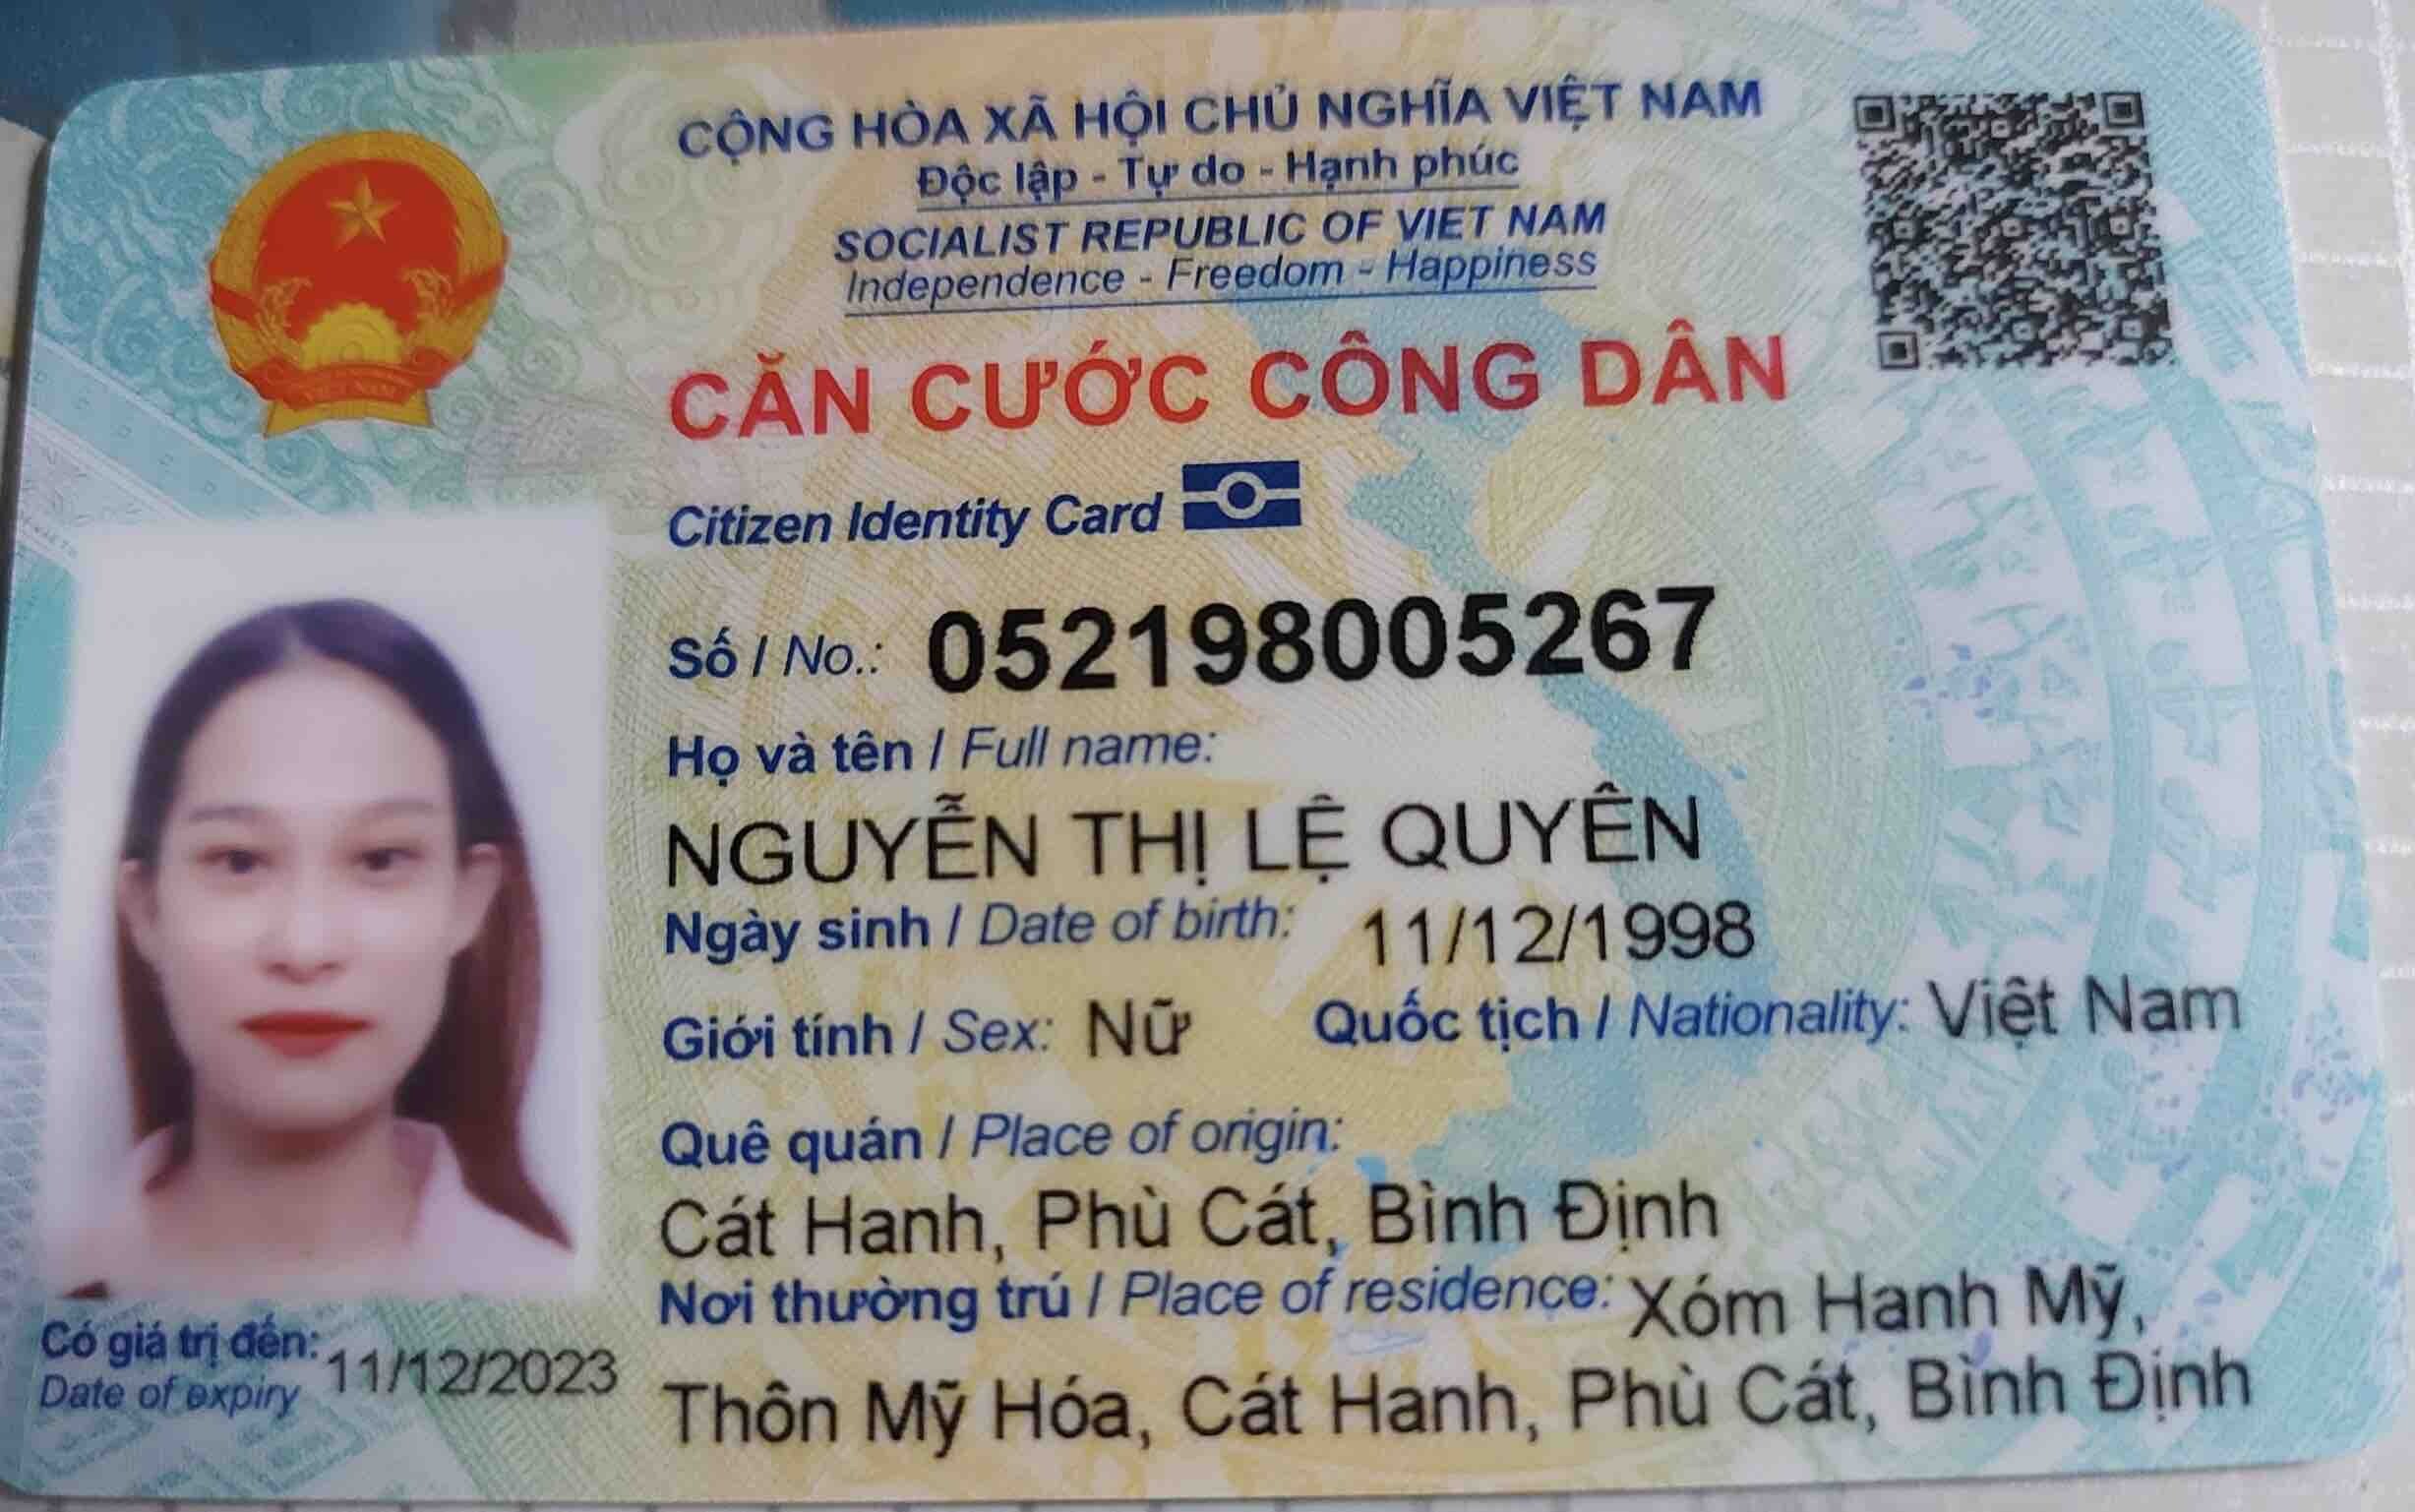 CỘNG HÒA XÃ HỘI CHỦ NGHĨA VIỆT NAM
Độc lập - Tự do - Hạnh phúc
SOCIALIST REPUBLIC OF VIET NAM
Independence - Freedom - Happiness
CĂN CƯỚC CÔNG DÂN
Citizen Identity Card
Số / No.: 052198005267
Họ và tên / Full name:
NGUYỄN THỊ LỆ QUYÊN
Ngày sinh / Date of birth: 11/12/1998
Giới tính / Sex: Nữ Quốc tịch / Nationality: Việt Nam
Quê quán / Place of origin:
Cát Hanh, Phù Cát, Bình Định
Nơi thường trú / Place of residence: Xóm Hanh Mỹ,
Thôn Mỹ Hóa, Cát Hanh, Phù Cát, Bình Định
Có giá trị đến: 11/12/2023
Date of expiry